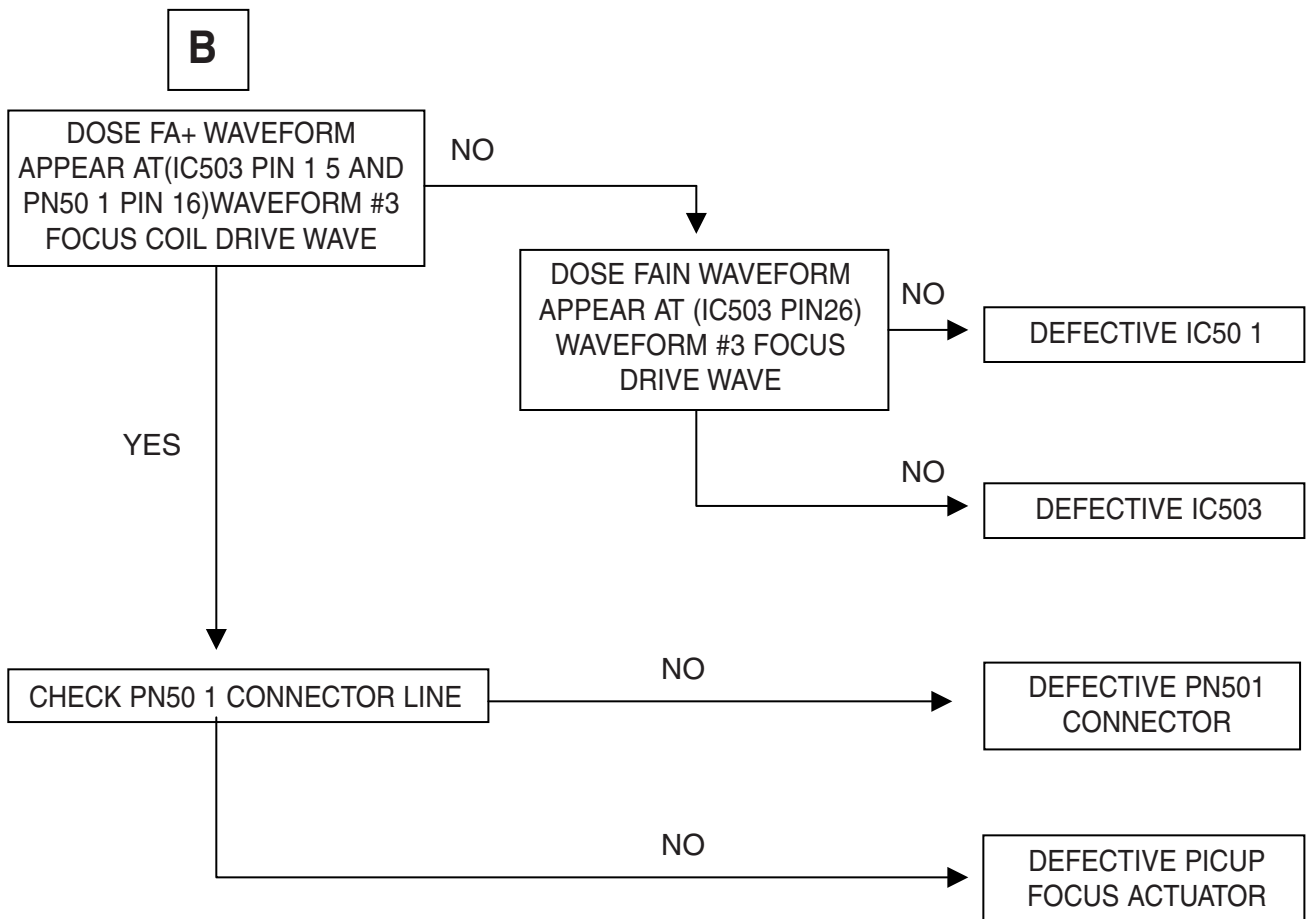 B
DOSE FA+ WAVEFORM
APPEAR AT(IC503 PIN 1 5 AND
PN50 1 PIN 16)WAVEFORM #3
FOCUS COIL DRIVE WAVE
NO
DOSE FAIN WAVEFORM
APPEAR AT (IC503 PIN26)
WAVEFORM #3 FOCUS
DRIVE WAVE
NO
DEFECTIVE IC50 1
YES
NO
DEFECTIVE IC503
CHECK PN50 1 CONNECTOR LINE
NO
DEFECTIVE PN501
CONNECTOR
NO
DEFECTIVE PICUP
FOCUS ACTUATOR